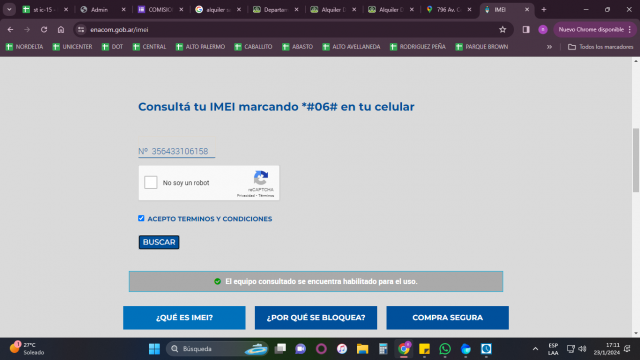 st ic-15
Admin
COMISIO
alquiler s
Departam
Alquiler D
Alquiler D
796 Av. C
IMEI
enacom.gob.ar/imei
Nuevo Chrome disponible
NORDELTA
UNICENTER
DOT
CENTRAL
ALTO PALERMO
CABALLITO
ABASTO
ALTO AVELLANEDA
RODRIGUEZ PEÑA
PARQUE BROWN
»
Todos los marcadores
Consultá tu IMEI marcando *#06# en tu celular
Nº 356433106158
No soy un robot
reCAPTCHA
Privacidad - Términos
ACEPTO TERMINOS Y CONDICIONES
BUSCAR
El equipo consultado se encuentra habilitado para el uso.
¿QUÉ ES IMEI?
¿POR QUÉ SE BLOQUEA?
COMPRA SEGURA
27°C
Soleado
Búsqueda
ESP
LAA
17:11
23/1/2024